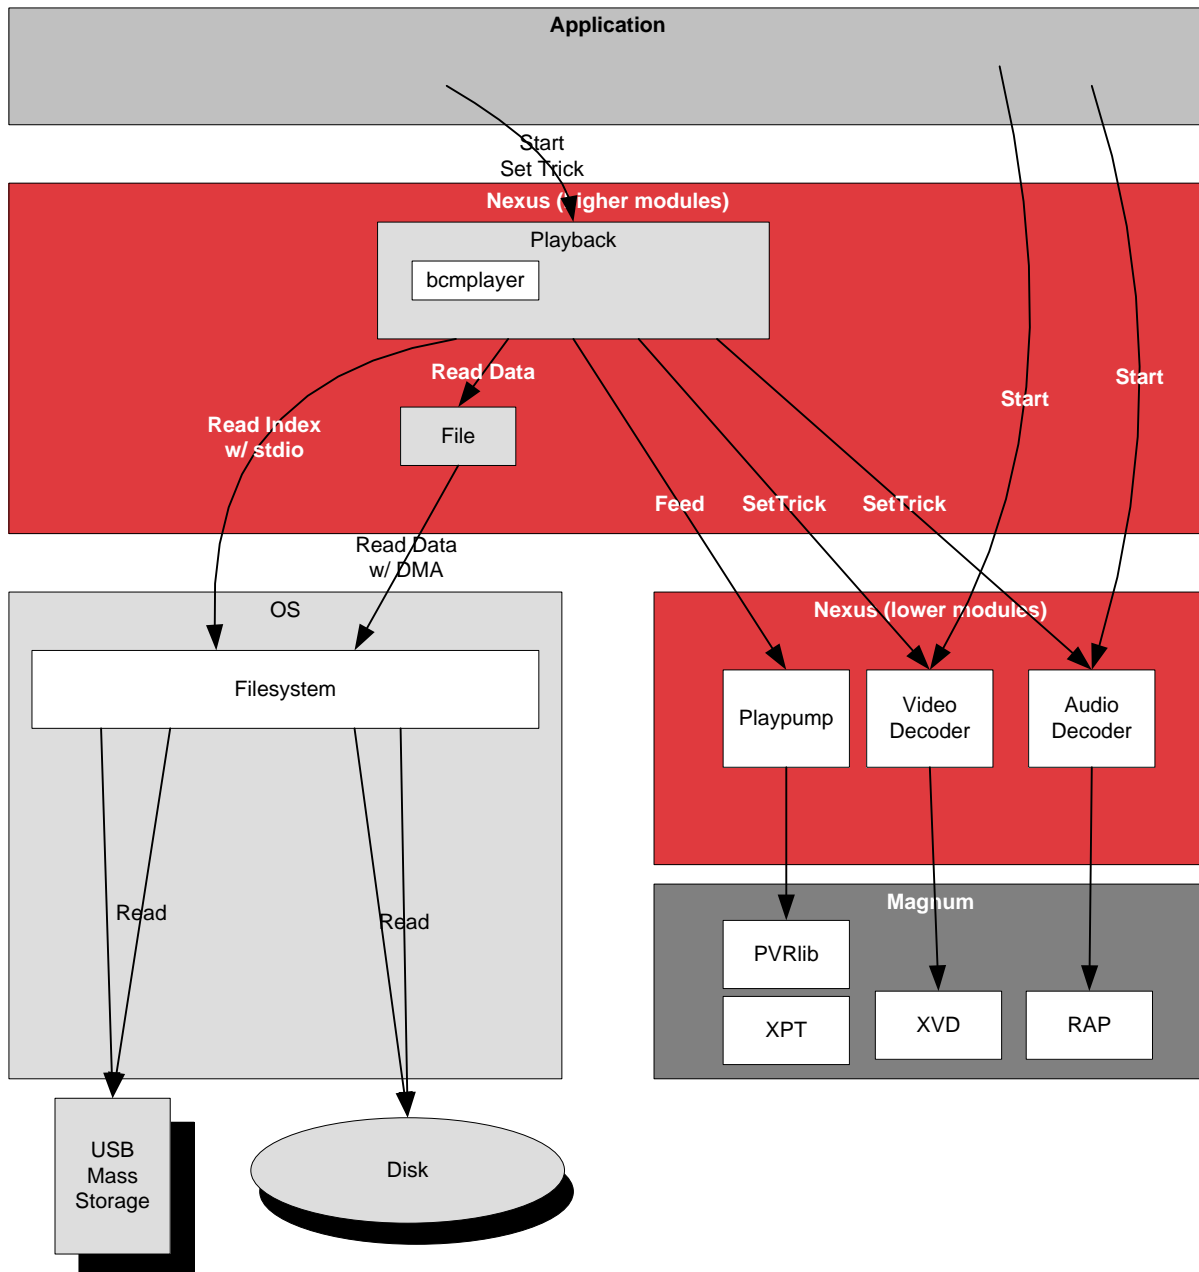 Application
Start
Set Trick
Nexus (higher modules)
Playback
bcmplayer
Read Data
Start
Start
Read Index
w/ stdio
File
Feed
SetTrick
SetTrick
Read Data
w/ DMA
OS
Nexus (lower modules)
Filesystem
Playpump
Video
Decoder
Audio
Decoder
Read
Read
Magnum
PVRlib
XPT
XVD
RAP
USB
Mass
Storage
Disk